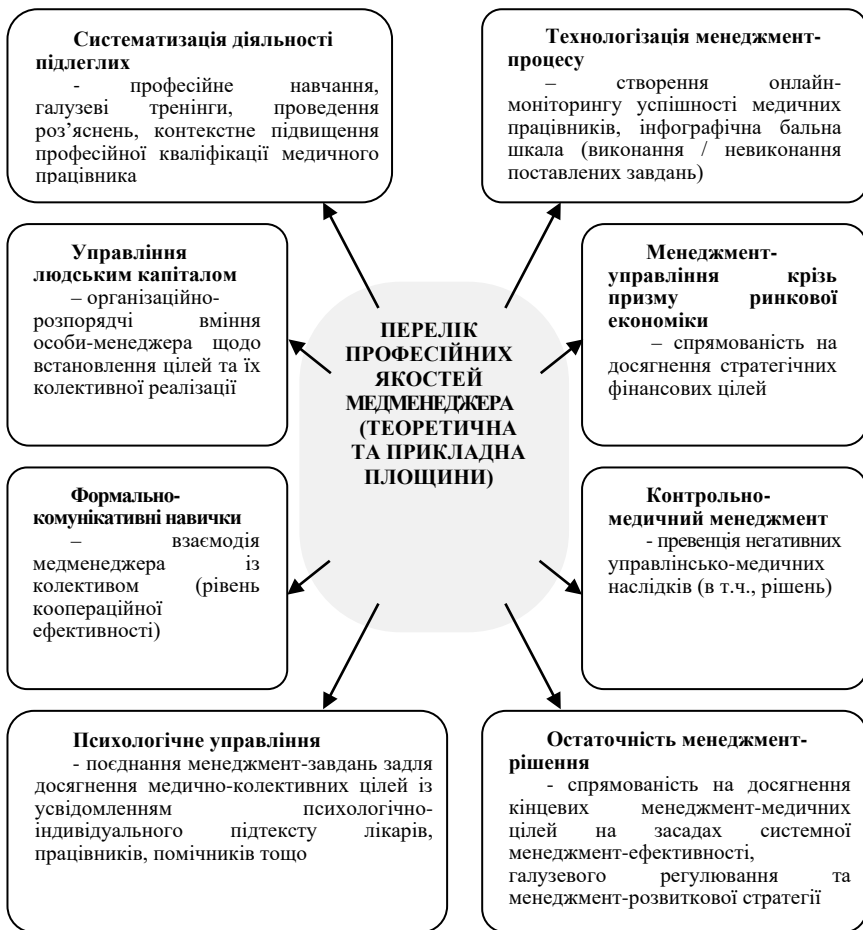 Систематизація діяльності
підлеглих
- професійне навчання,
галузеві тренінги, проведення
роз’яснень, контекстне підвищення
професійної кваліфікації медичного
працівника
Технологізація менеджмент-
процесу
– створення онлайн-
моніторингу успішності медичних
працівників, інфографічна бальна
шкала (виконання / невиконання
поставлених завдань)
Управління
людським капіталом
– організаційно-
розпорядчі вміння
особи-менеджера щодо
встановлення цілей та їх
колективної реалізації
ПЕРЕЛІК
ПРОФЕСІЙНИХ
ЯКОСТЕЙ
МЕДМЕНЕДЖЕРА
(ТЕОРЕТИЧНА
ТА ПРИКЛАДНА
ПЛОЩИНИ)
Менеджмент-
управління крізь
призму ринкової
економіки
– спрямованість на
досягнення стратегічних
фінансових цілей
Формально-
комунікативні навички
– взаємодія
медменеджера із
колективом (рівень
коопераційної
ефективності)
Контрольно-
медичний менеджмент
- превенція негативних
управлінсько-медичних
наслідків (в т.ч., рішень)
Психологічне управління
- поєднання менеджмент-завдань задля
досягнення медично-колективних цілей із
усвідомленням психологічно-
індивідуального підтексту лікарів,
працівників, помічників тощо
Остаточність менеджмент-
рішення
- спрямованість на досягнення
кінцевих менеджмент-медичних
цілей на засадах системної
менеджмент-ефективності,
галузевого регулювання та
менеджмент-розвиткової стратегії